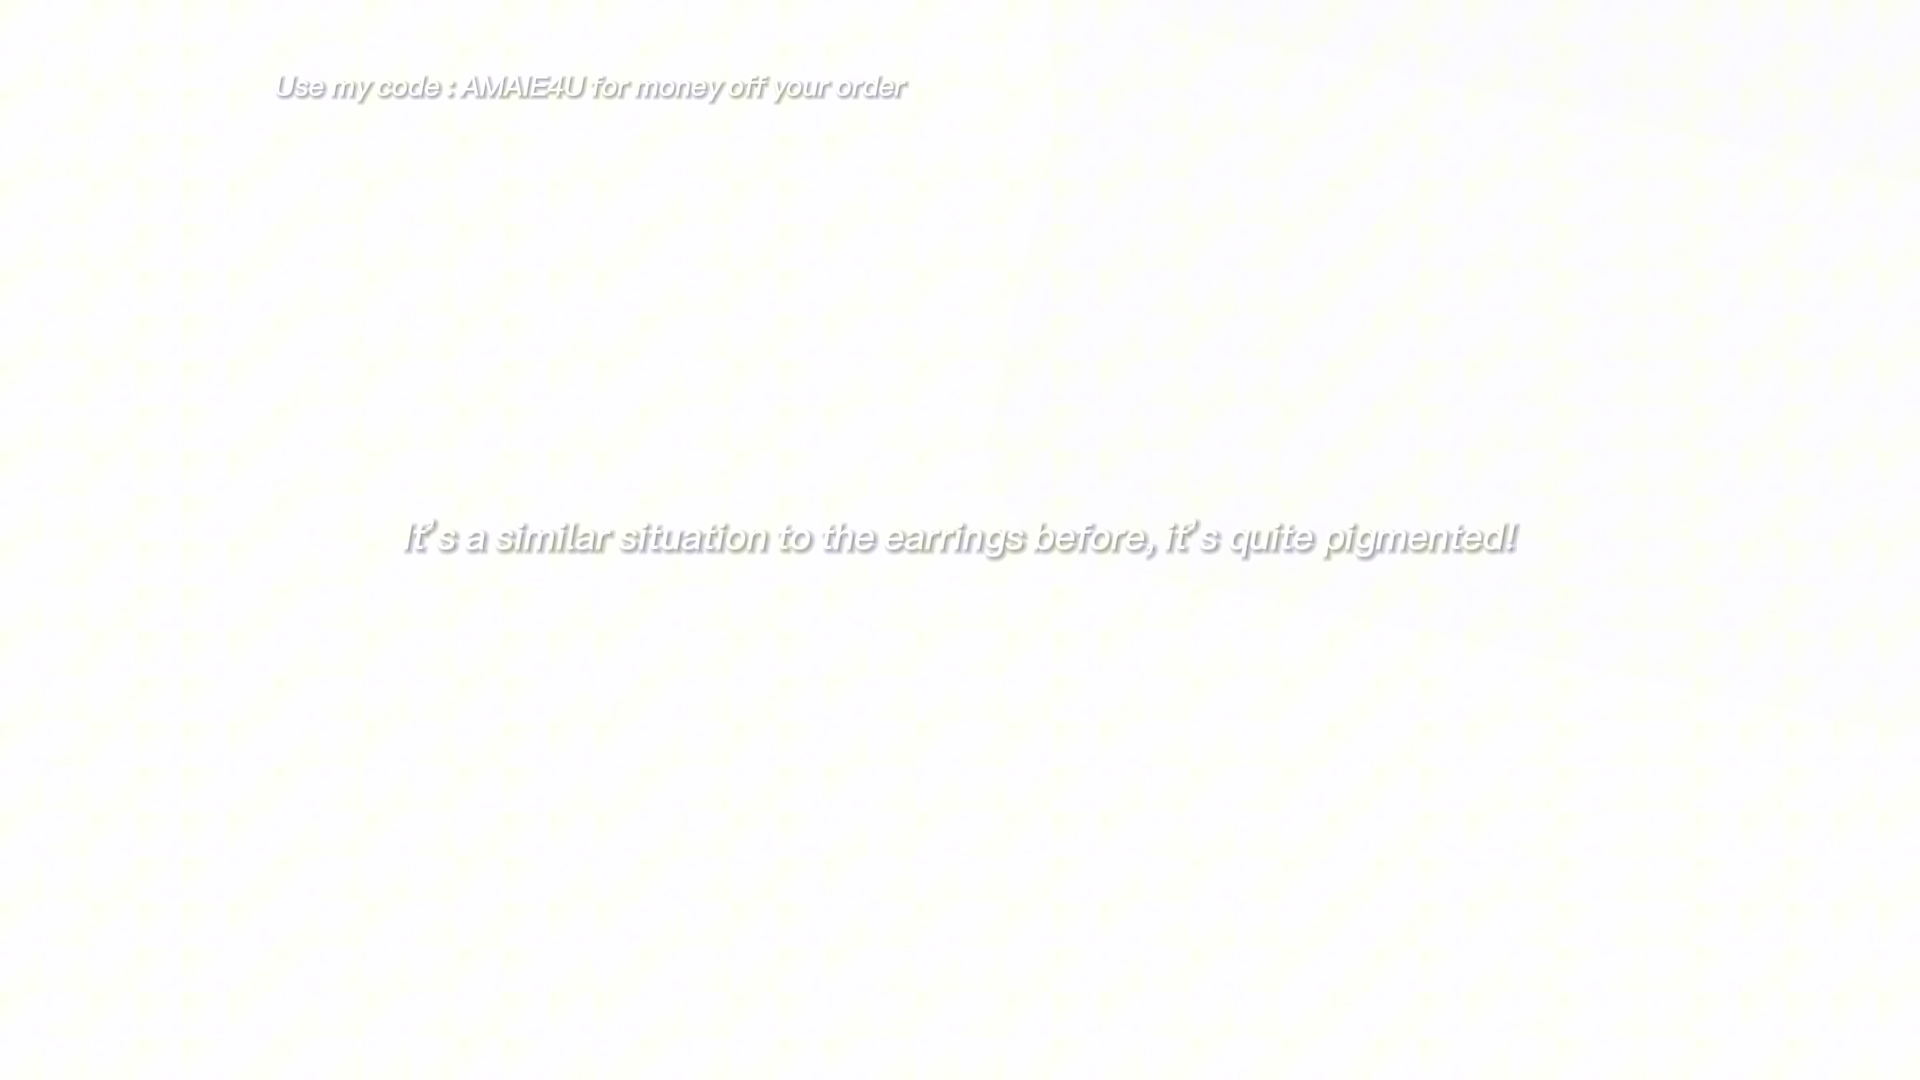 Use my code : AMAIE4U for money off your order
It's a similar situation to the earrings before, it's quite pigmented!